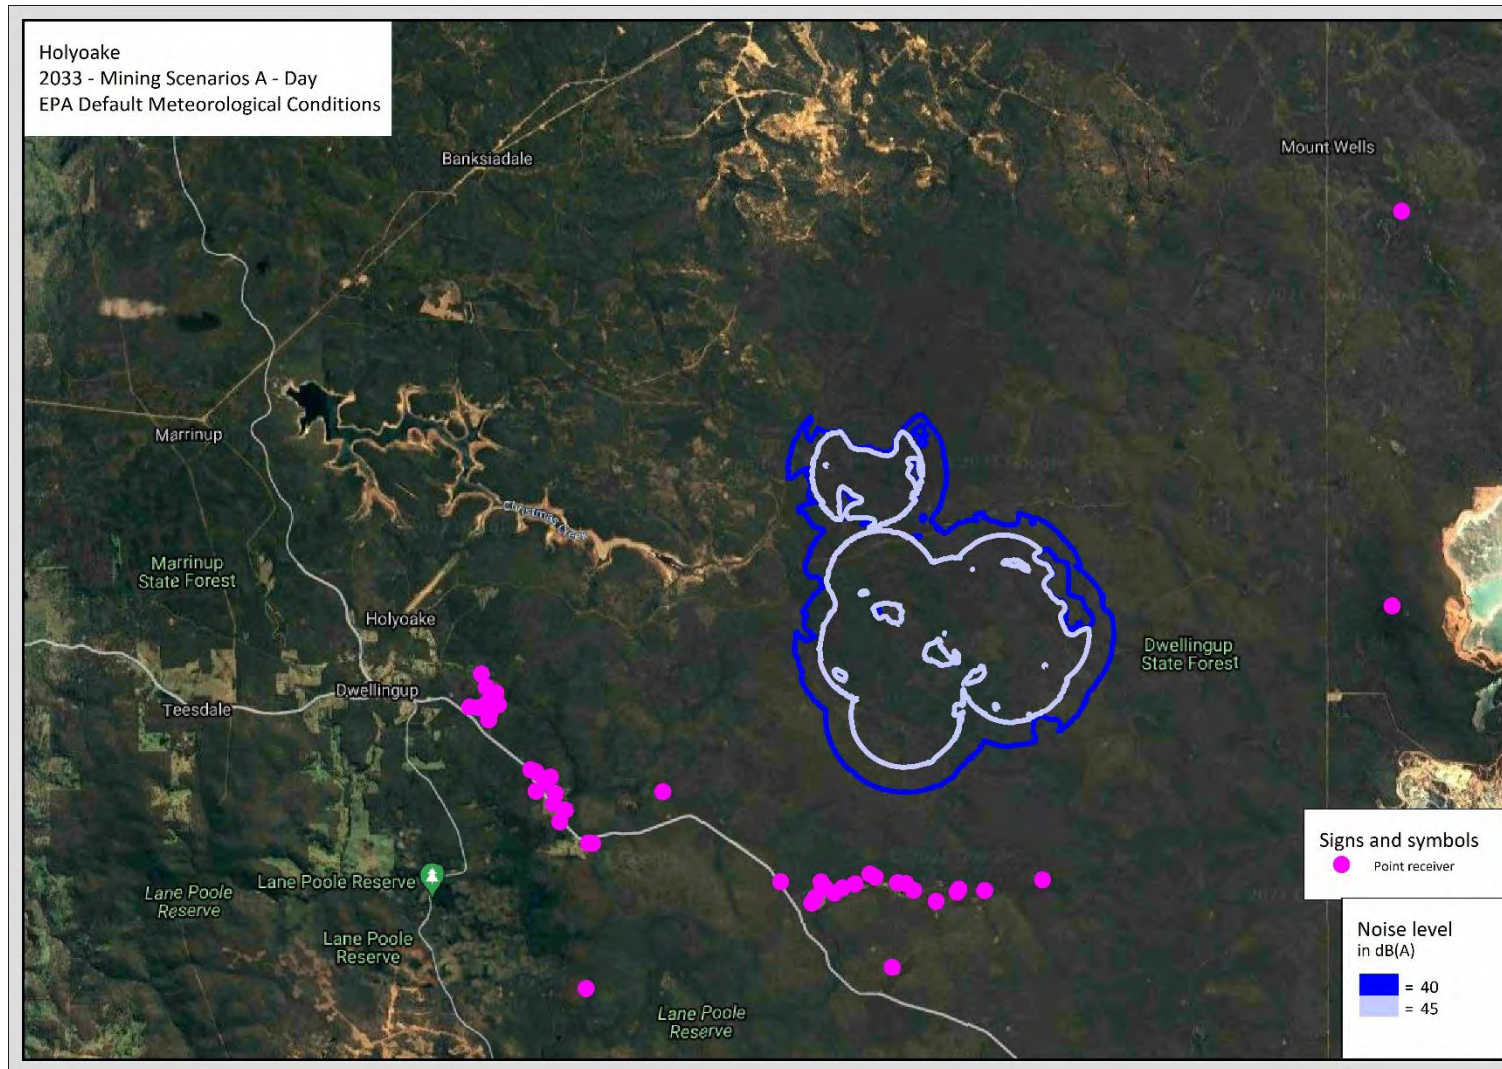 Holyoake
2033 - Mining Scenarios A - Day
EPA Default Meteorological Conditions
Banksiadale
Mount Wells
Marrinup
Christmas Creek
Marrinup
State Forest
Holyoake
Dwellingup
State Forest
Dwellingup
Teesdale
Signs and symbols
Point receiver
Lane Poole Reserve
Lane Poole
Reserve
Lane Poole
Reserve
Lane Poole
Reserve
Noise level
in dB(A)
= 40
= 45